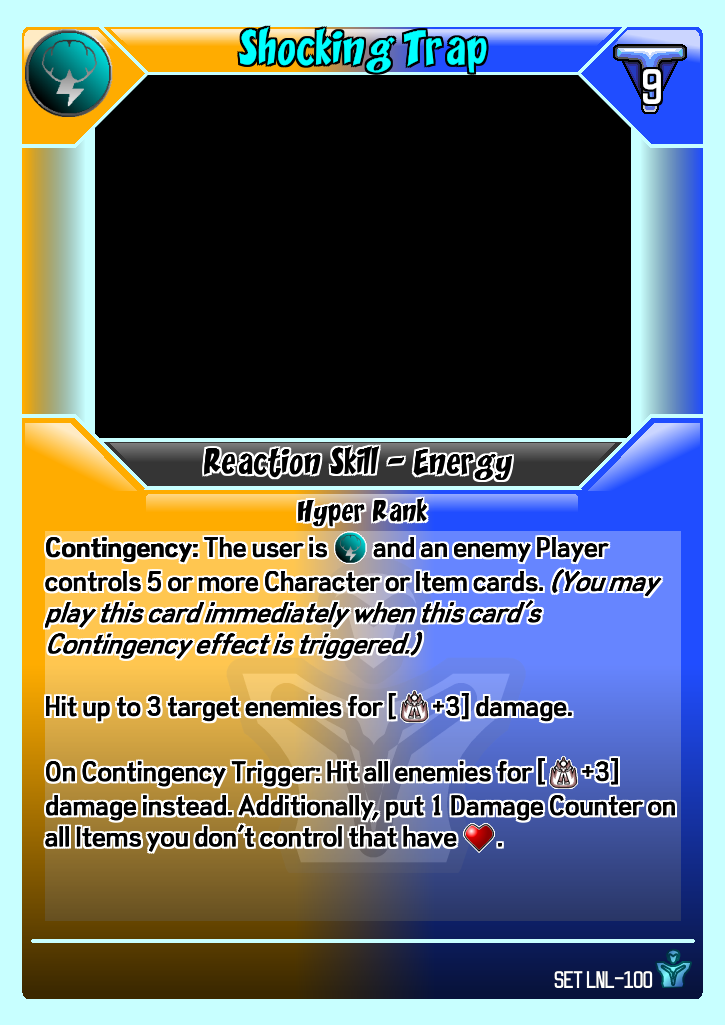 Shocking Trap
9
Reaction Skill - Energy
Hyper Rank
Contingency: The user is and an enemy Player
controls 5 or more Character or Item cards. (You may
play this card immediately when this card's
Contingency effect is triggered.)
Hit up to 3 target enemies for [ +3] damage.
On Contingency Trigger: Hit all enemies for [ +3]
damage instead. Additionally, put 1 Damage Counter on
all Items you don't control that have .
SET LNL-100